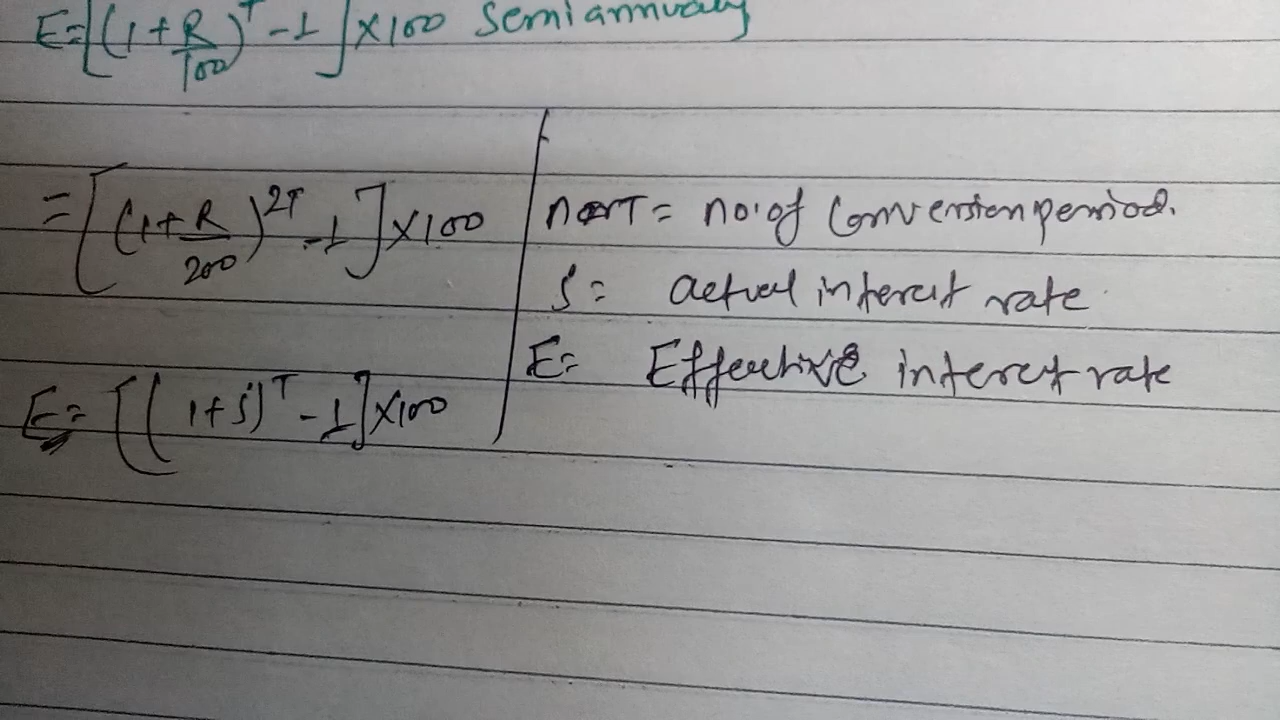 E=[(1+R/100)^T -1]×100 Semiannualy
=[(1+R/200)^2T -1]×100
n or T= no. of Conversion period.
i= actual interest rate
E= Effective interest rate
E=[(1+i)^T -1]×100